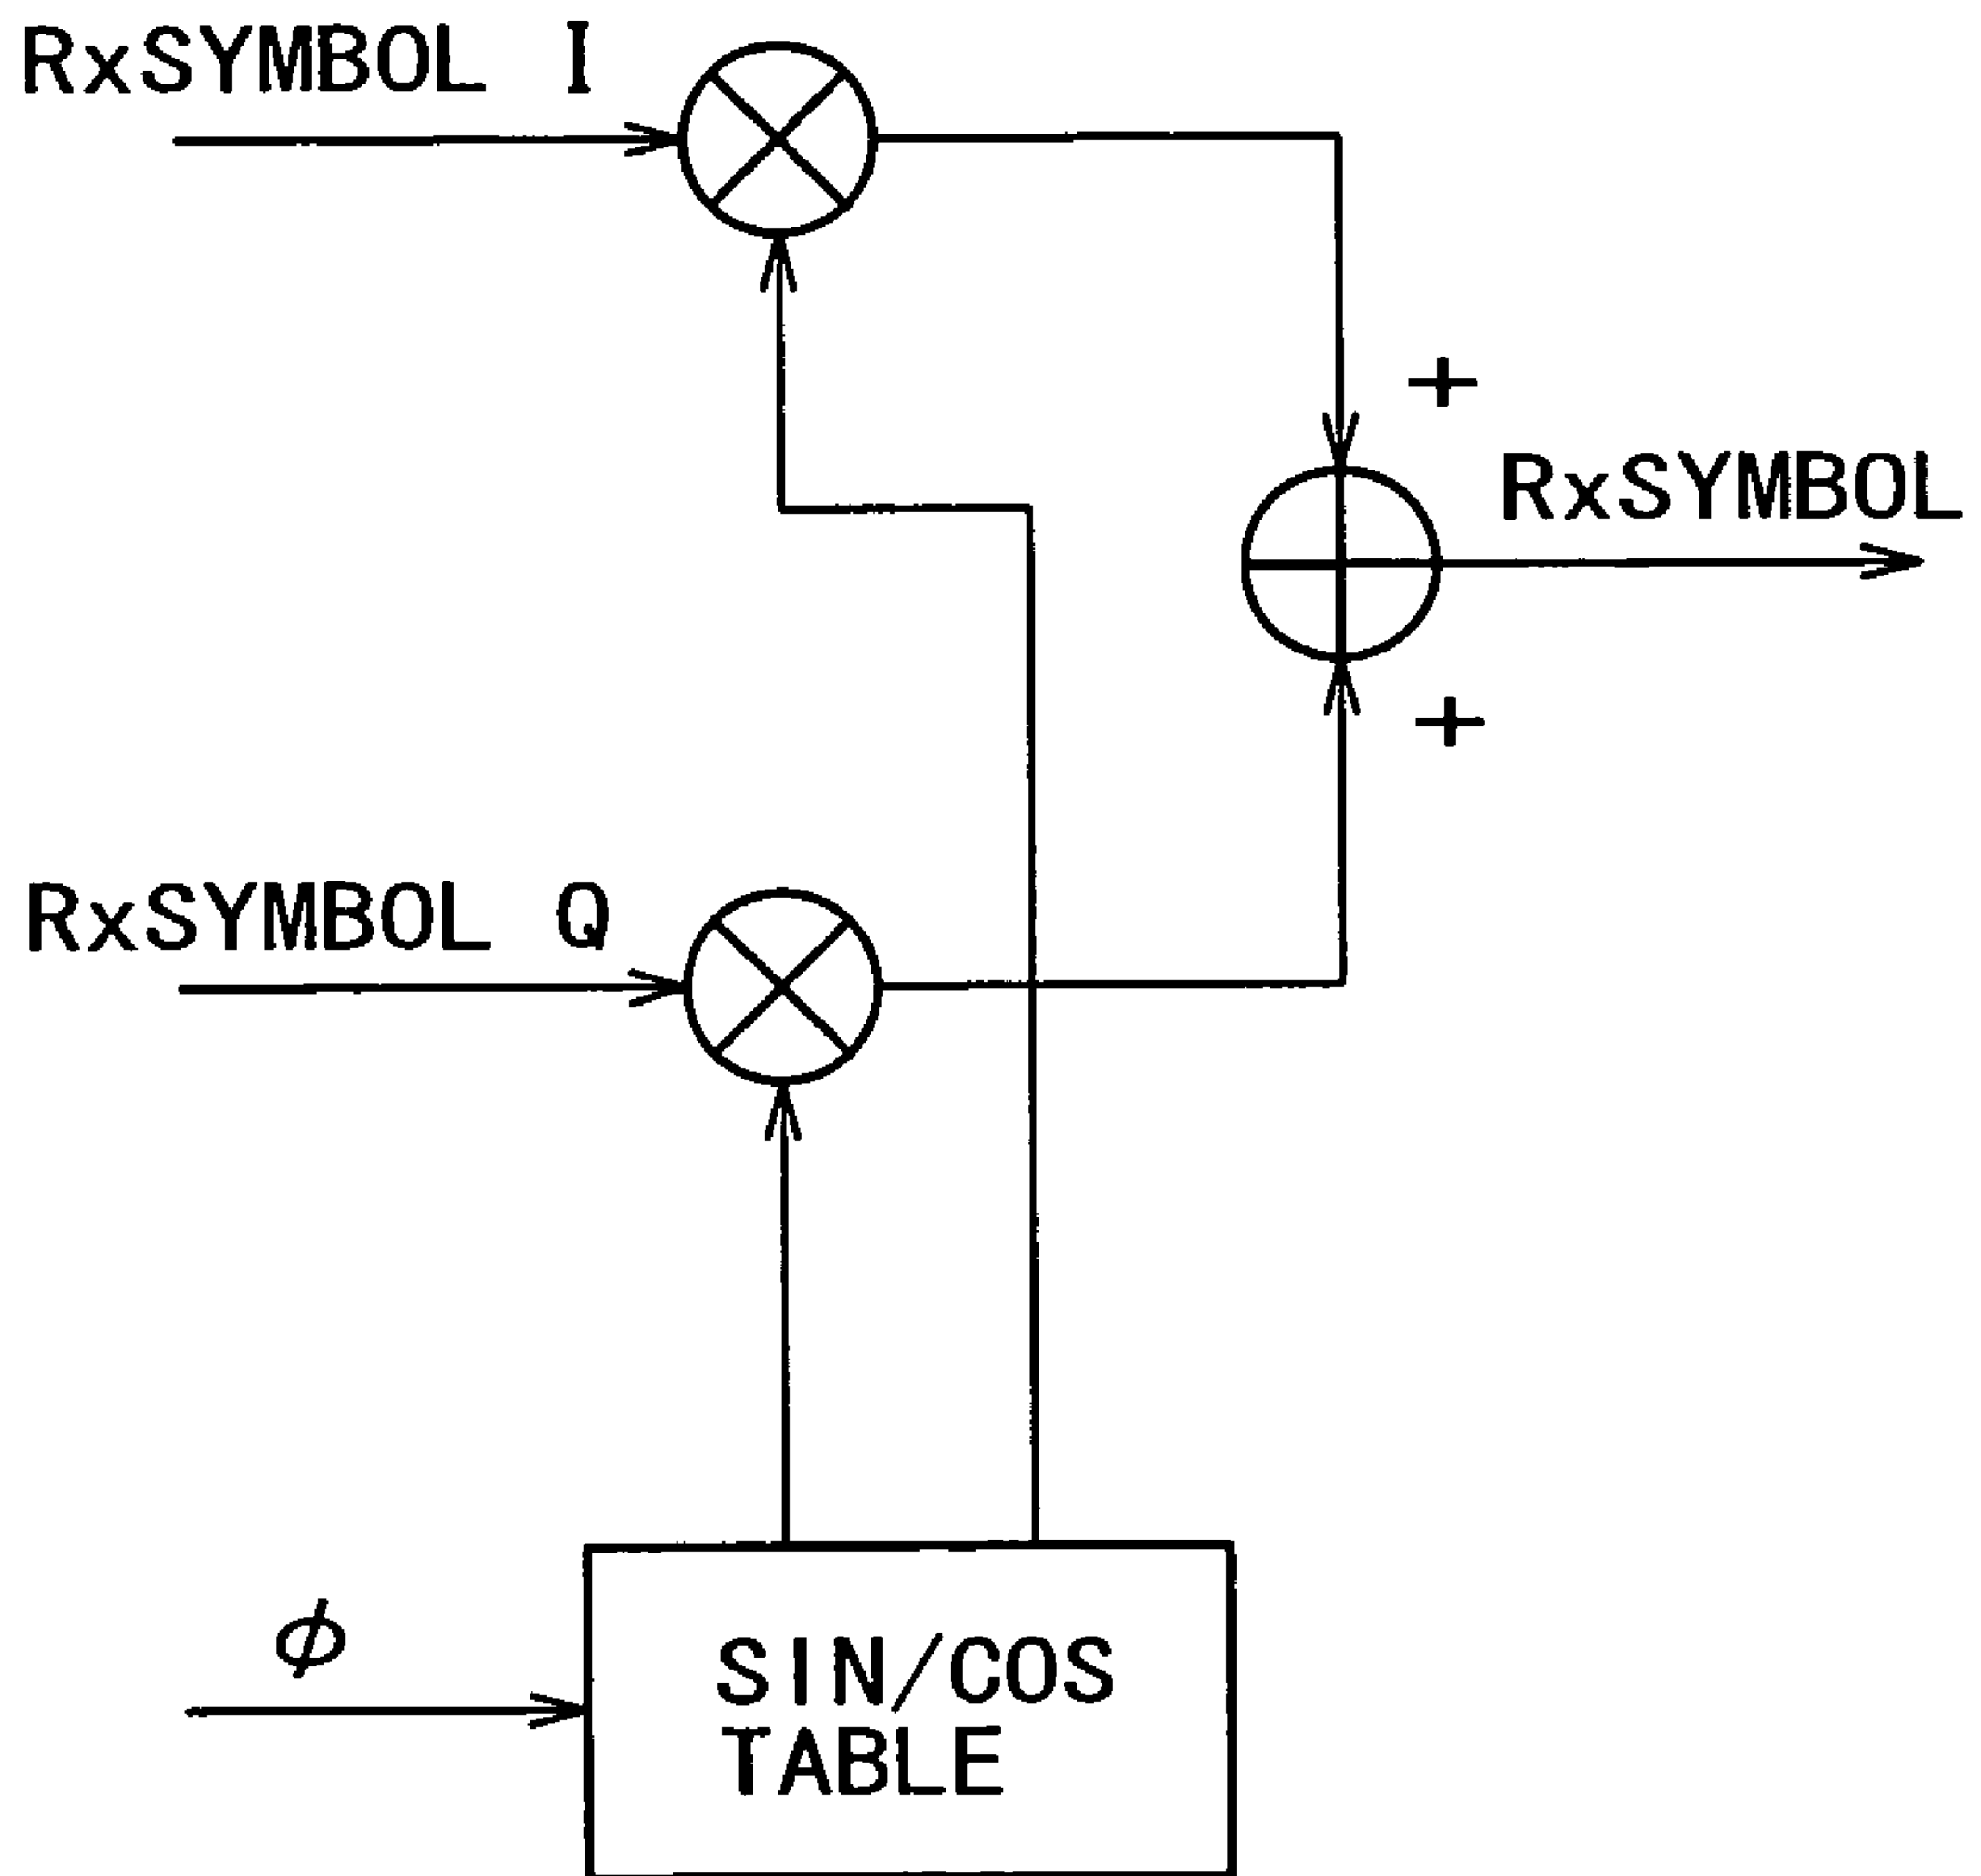 RxSYMBOL I
+
RxSYMBOL
+
RxSYMBOL Q
ϕ
SIN/COS
TABLE